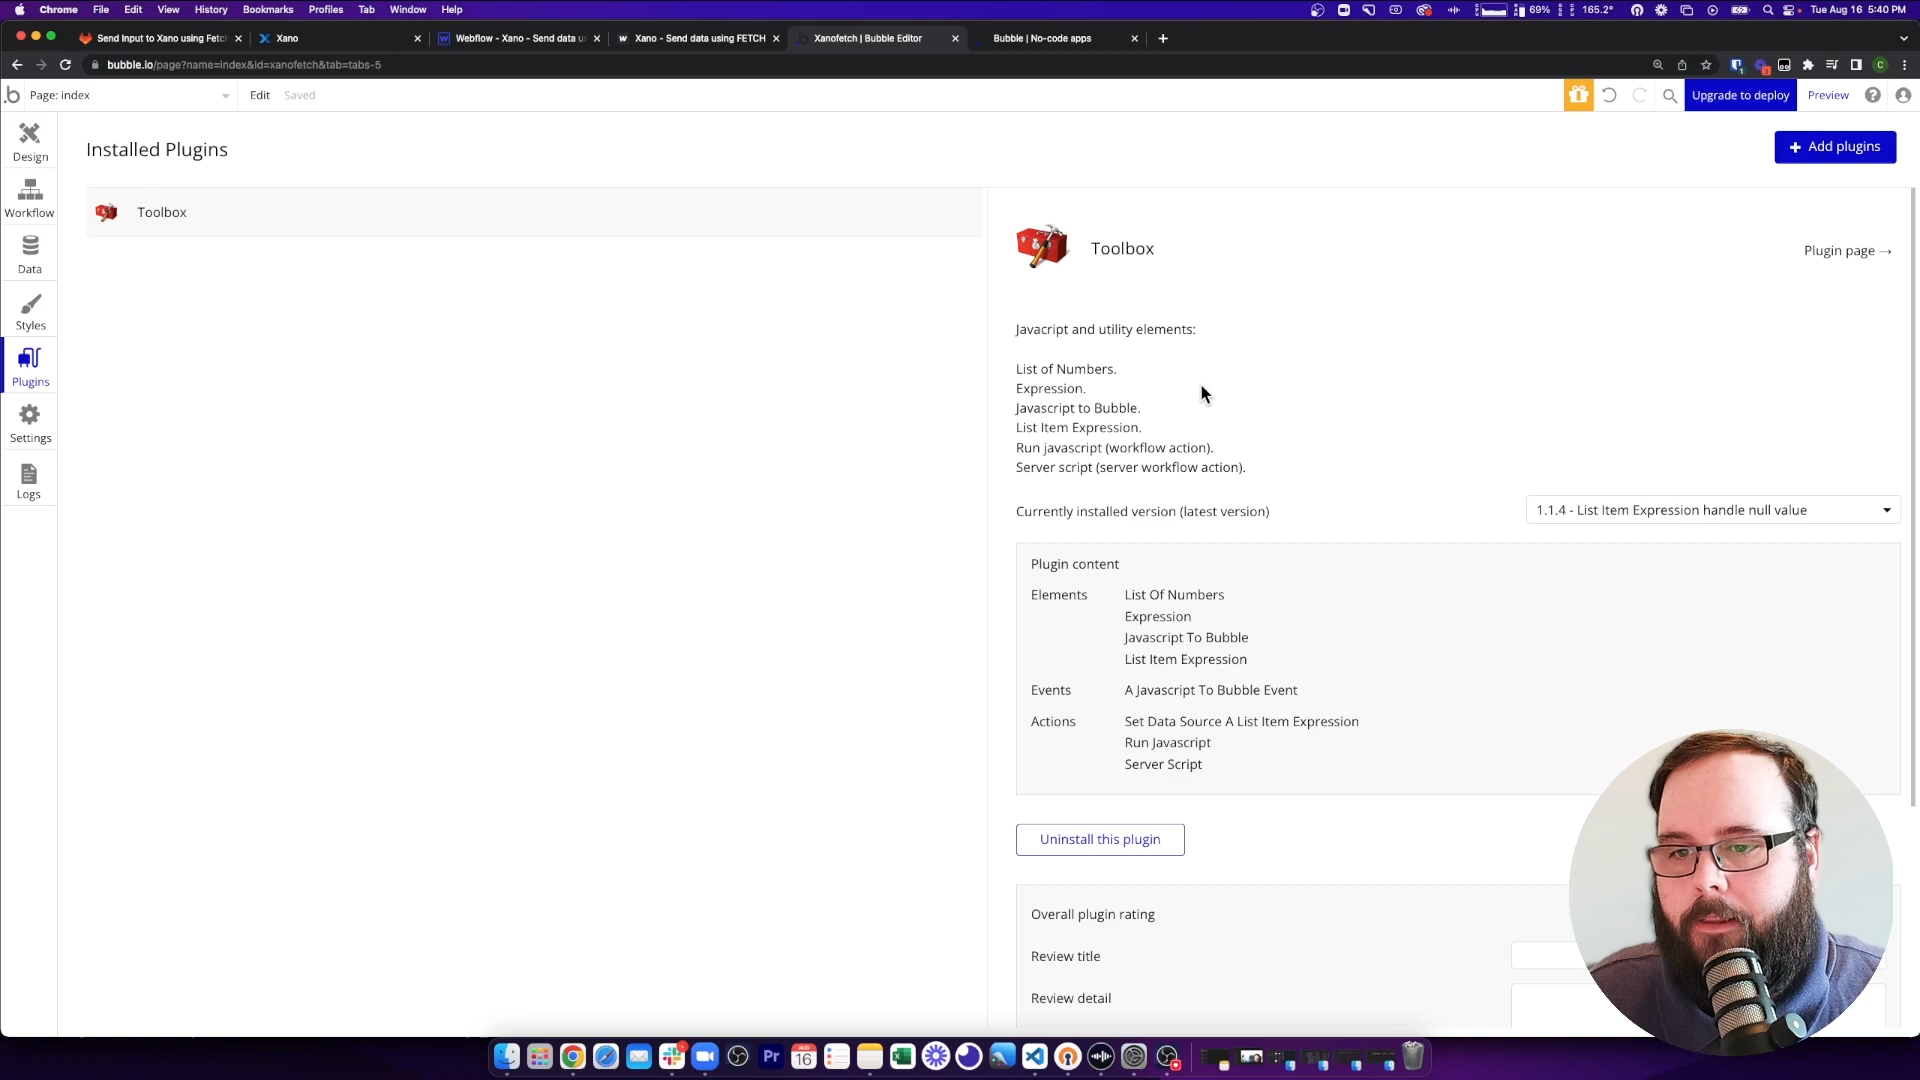 Chrome File Edit View History Bookmarks Profiles Tab Window Help
69% 165.2° Tue Aug 16 5:40 PM
Send Input to Xano using Fetch
Xano
Webflow - Xano - Send data u
Xano - Send data using FETCH
Xanofetch | Bubble Editor
Bubble | No-code apps
bubble.io/page?name=index&id=xanofetch&tab=tabs-5
Page: index
Edit
Saved
Upgrade to deploy
Preview
Design
Workflow
Data
Styles
Plugins
Settings
Logs
Installed Plugins
Add plugins
Toolbox
Toolbox
Plugin page →
Javacript and utility elements:
List of Numbers.
Expression.
Javascript to Bubble.
List Item Expression.
Run javascript (workflow action).
Server script (server workflow action).
Currently installed version (latest version)
1.1.4 - List Item Expression handle null value
Plugin content
Elements
List Of Numbers
Expression
Javascript To Bubble
List Item Expression
Events
A Javascript To Bubble Event
Actions
Set Data Source A List Item Expression
Run Javascript
Server Script
Uninstall this plugin
Overall plugin rating
Review title
Review detail
Pr
AUG
16